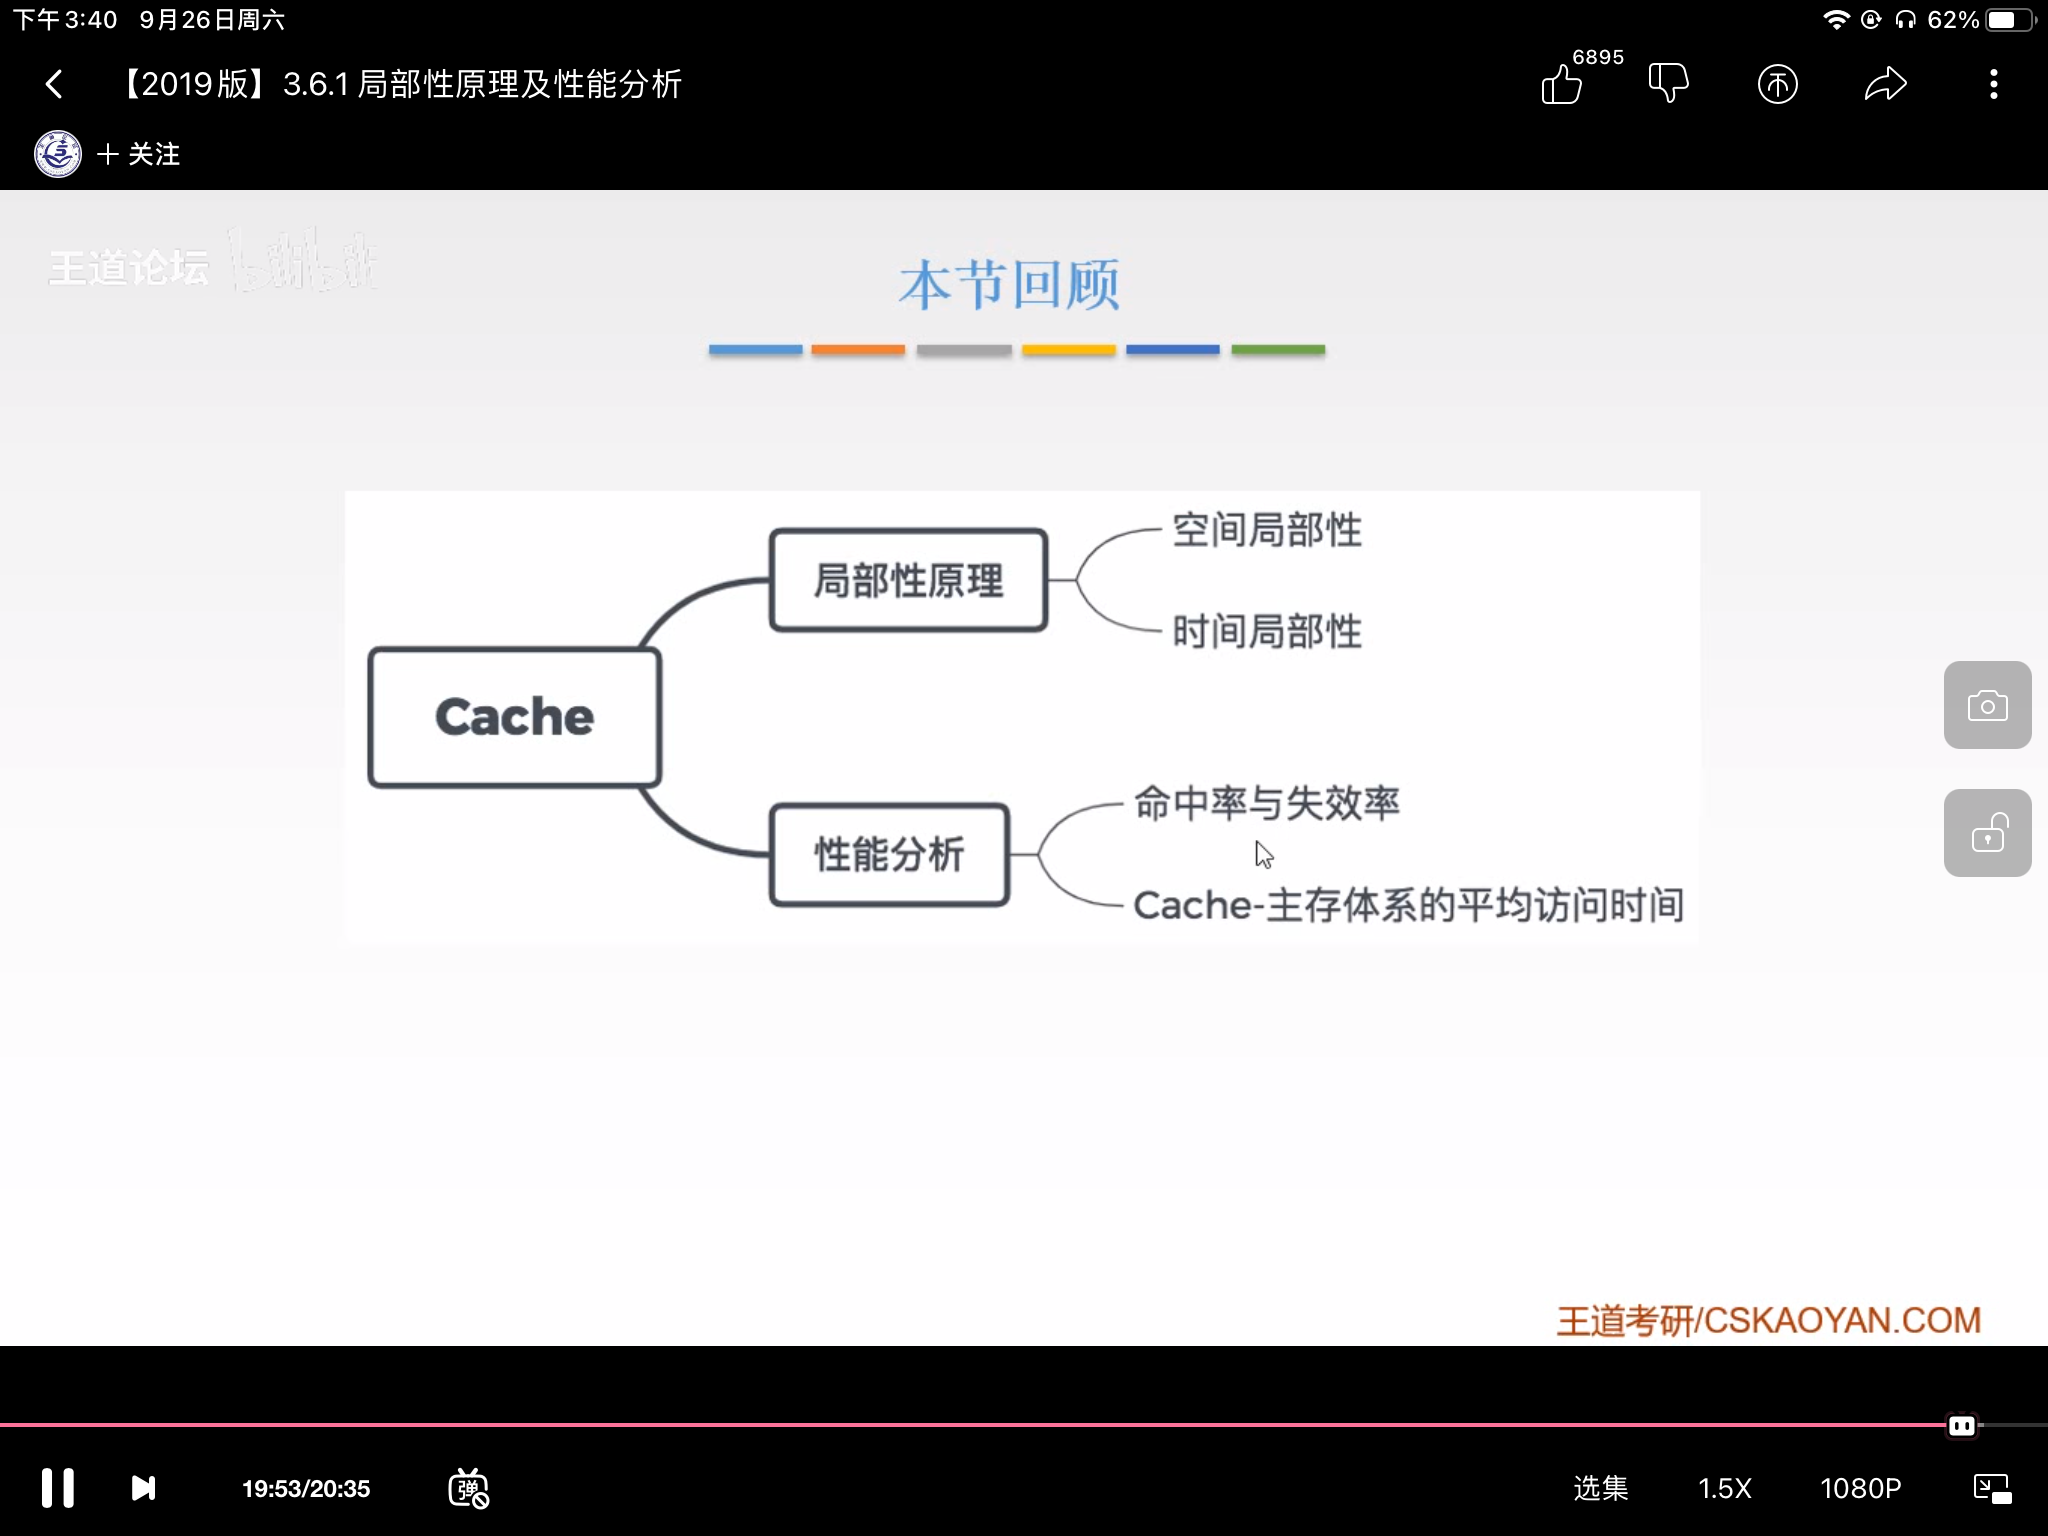 下午3:40 9月26日周六
62%
【2019版】3.6.1 局部性原理及性能分析
6895
+ 关注
王道论坛 bilibili
本节回顾
空间局部性
局部性原理
时间局部性
Cache
命中率与失效率
性能分析
Cache-主存体系的平均访问时间
王道考研/CSKAOYAN.COM
19:53/20:35
弹
选集
1.5X
1080P